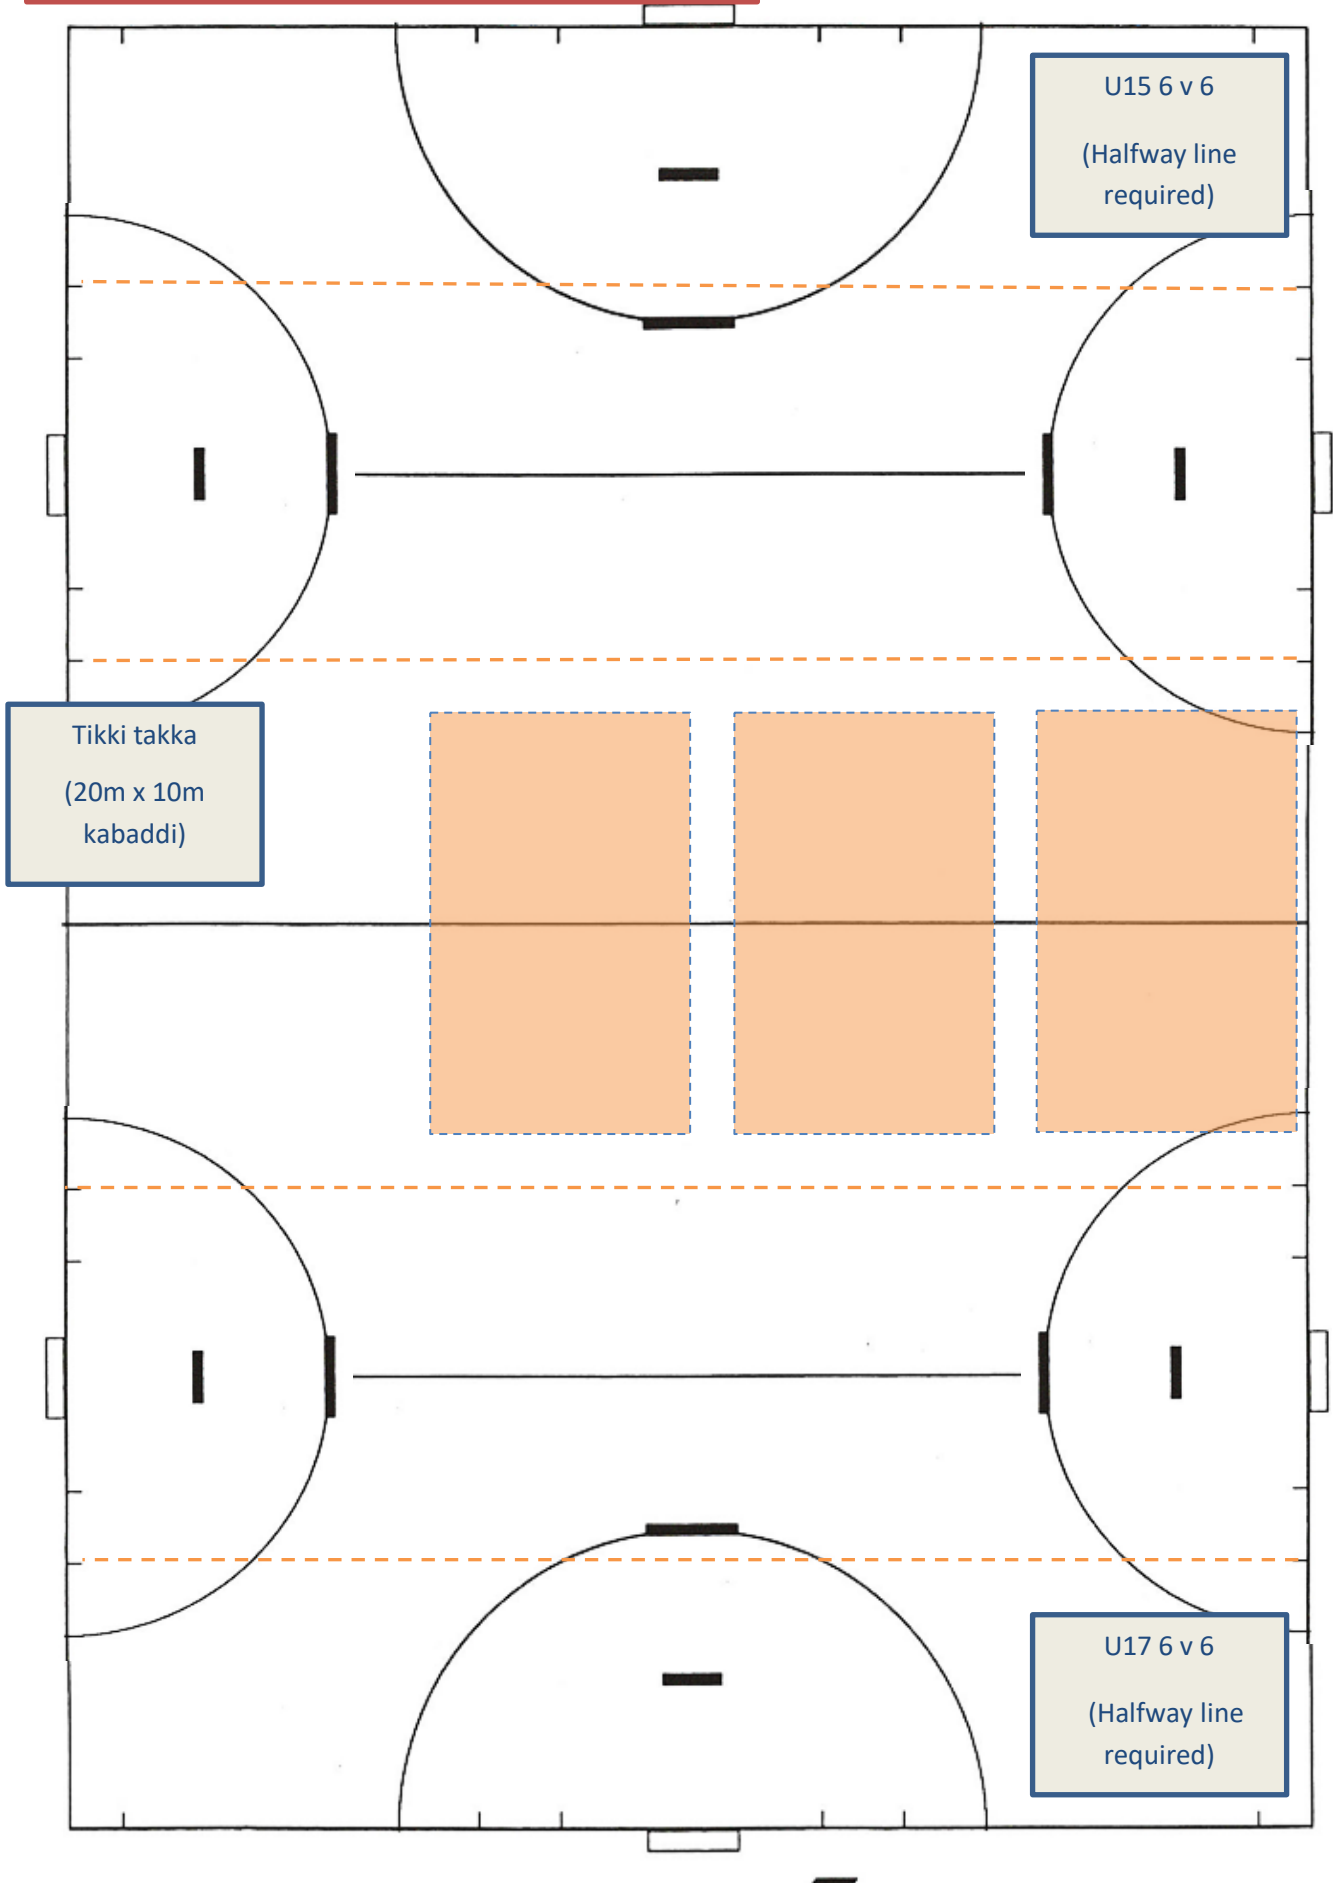 U15 6 v 6
(Halfway line
required)
Tikki takka
(20m x 10m
kabaddi)
U17 6 v 6
(Halfway line
required)